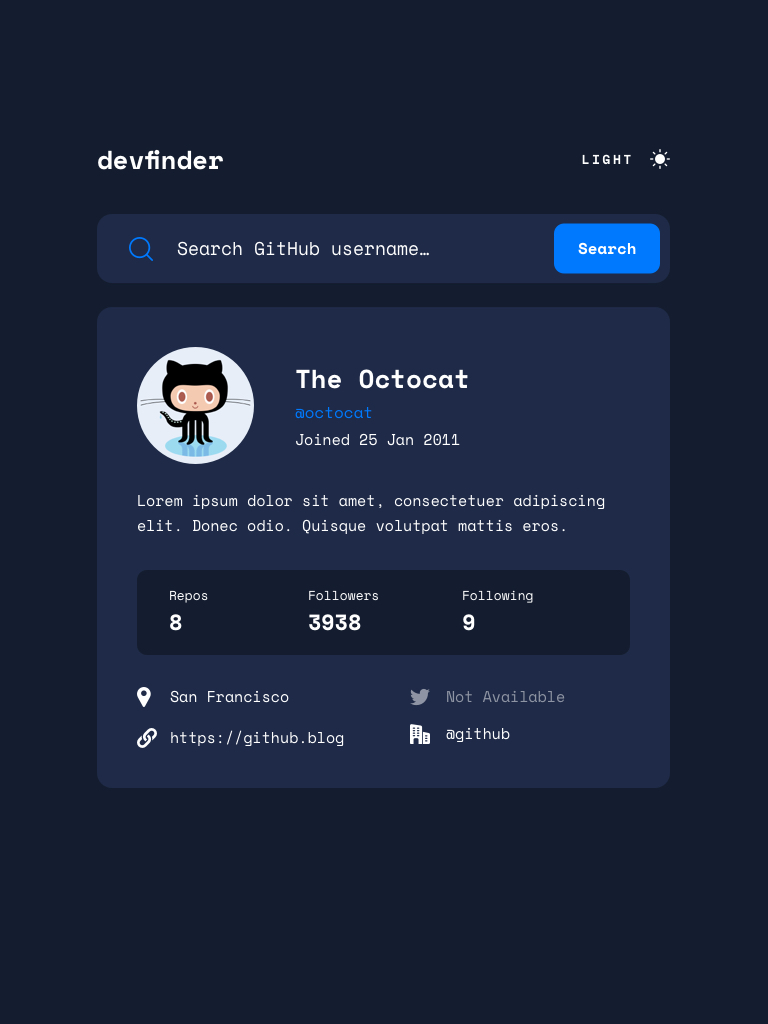 devfinder
LIGHT
Search GitHub username…
Search
The Octocat
@octocat
Joined 25 Jan 2011
Lorem ipsum dolor sit amet, consectetuer adipiscing
elit. Donec odio. Quisque volutpat mattis eros.
Repos
Followers
Following
8
3938
9
San Francisco
Not Available
https://github.blog
@github